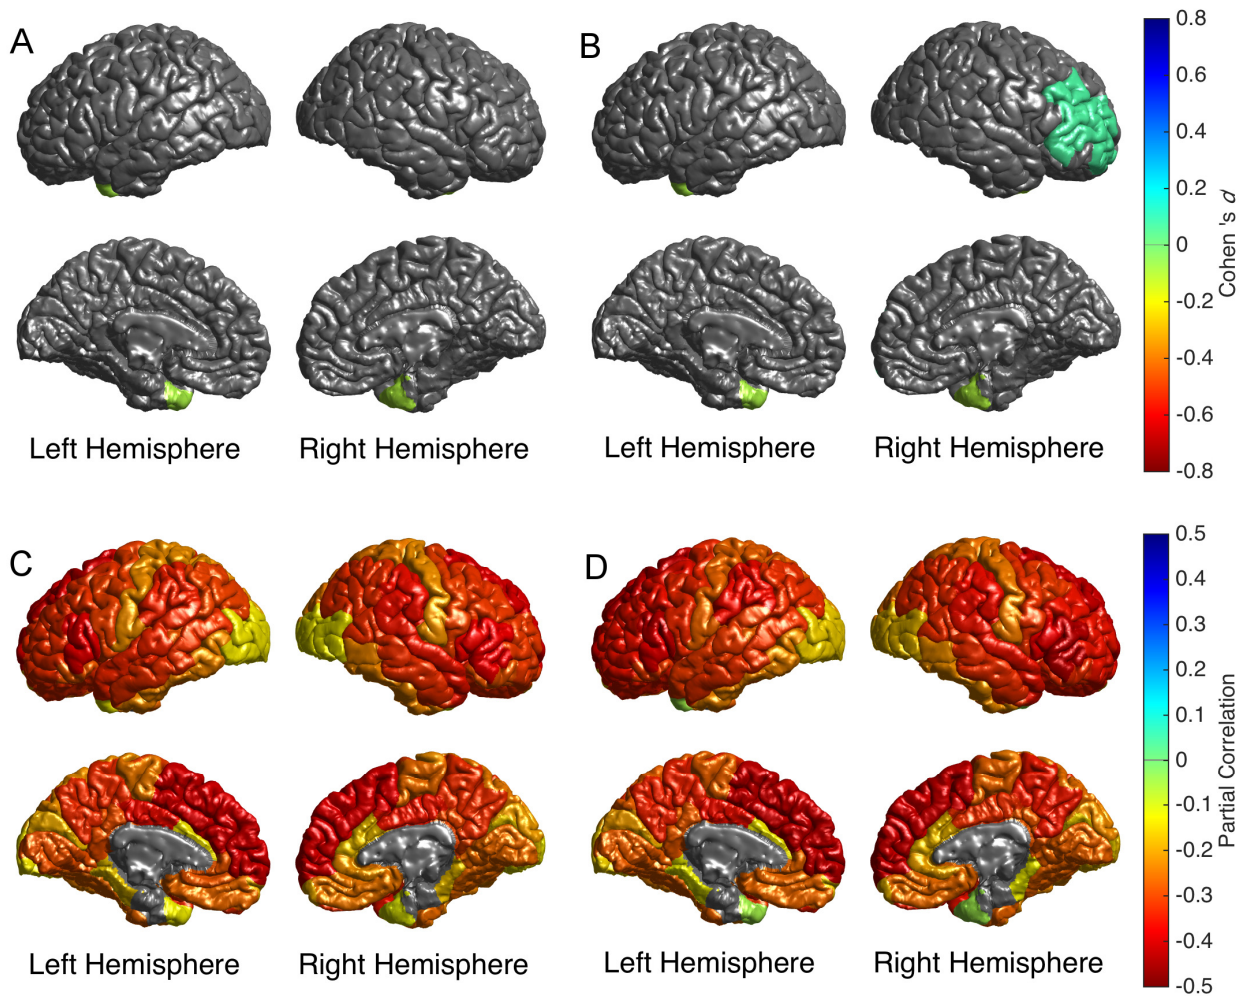 A
B
Left Hemisphere
Right Hemisphere
Left Hemisphere
Right Hemisphere
0.8
0.6
0.4
0.2
0
-0.2
-0.4
-0.6
-0.8
Cohen 's d
C
D
Left Hemisphere
Right Hemisphere
Left Hemisphere
Right Hemisphere
0.5
0.4
0.3
0.2
0.1
0
-0.1
-0.2
-0.3
-0.4
-0.5
Partial Correlation